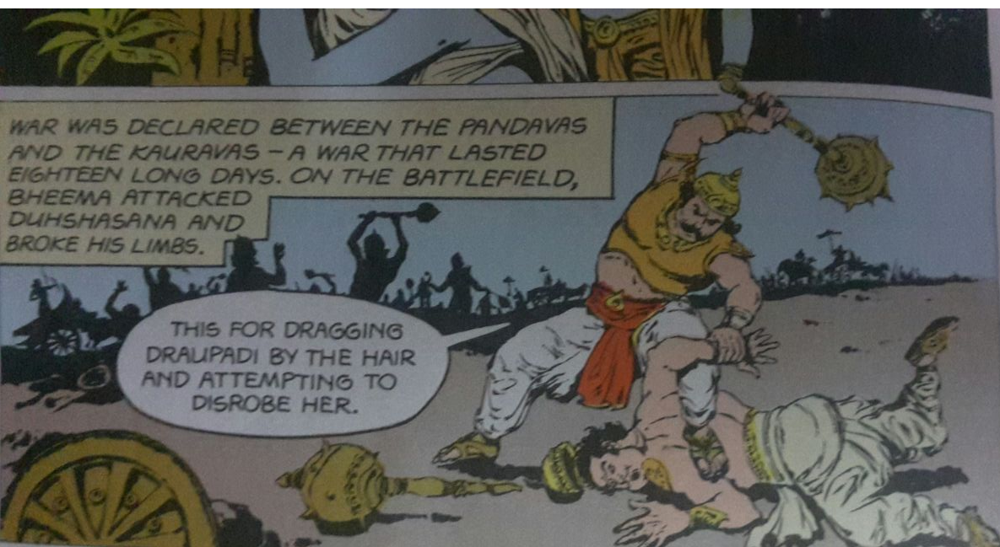 WAR WAS DECLARED BETWEEN THE PANDAVAS
AND THE KAURAVAS – A WAR THAT LASTED
EIGHTEEN LONG DAYS. ON THE BATTLEFIELD,
BHEEMA ATTACKED
DUHSHASANA AND
BROKE HIS LIMBS.
THIS FOR DRAGGING
DRAUPADI BY THE HAIR
AND ATTEMPTING TO
DISROBE HER.